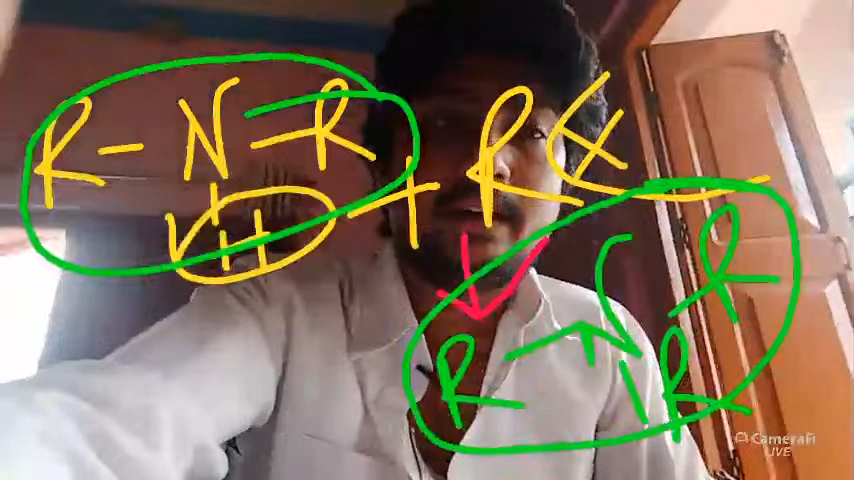 R - N - R + RX
H
R - N - R
R
CameraFi
LIVE